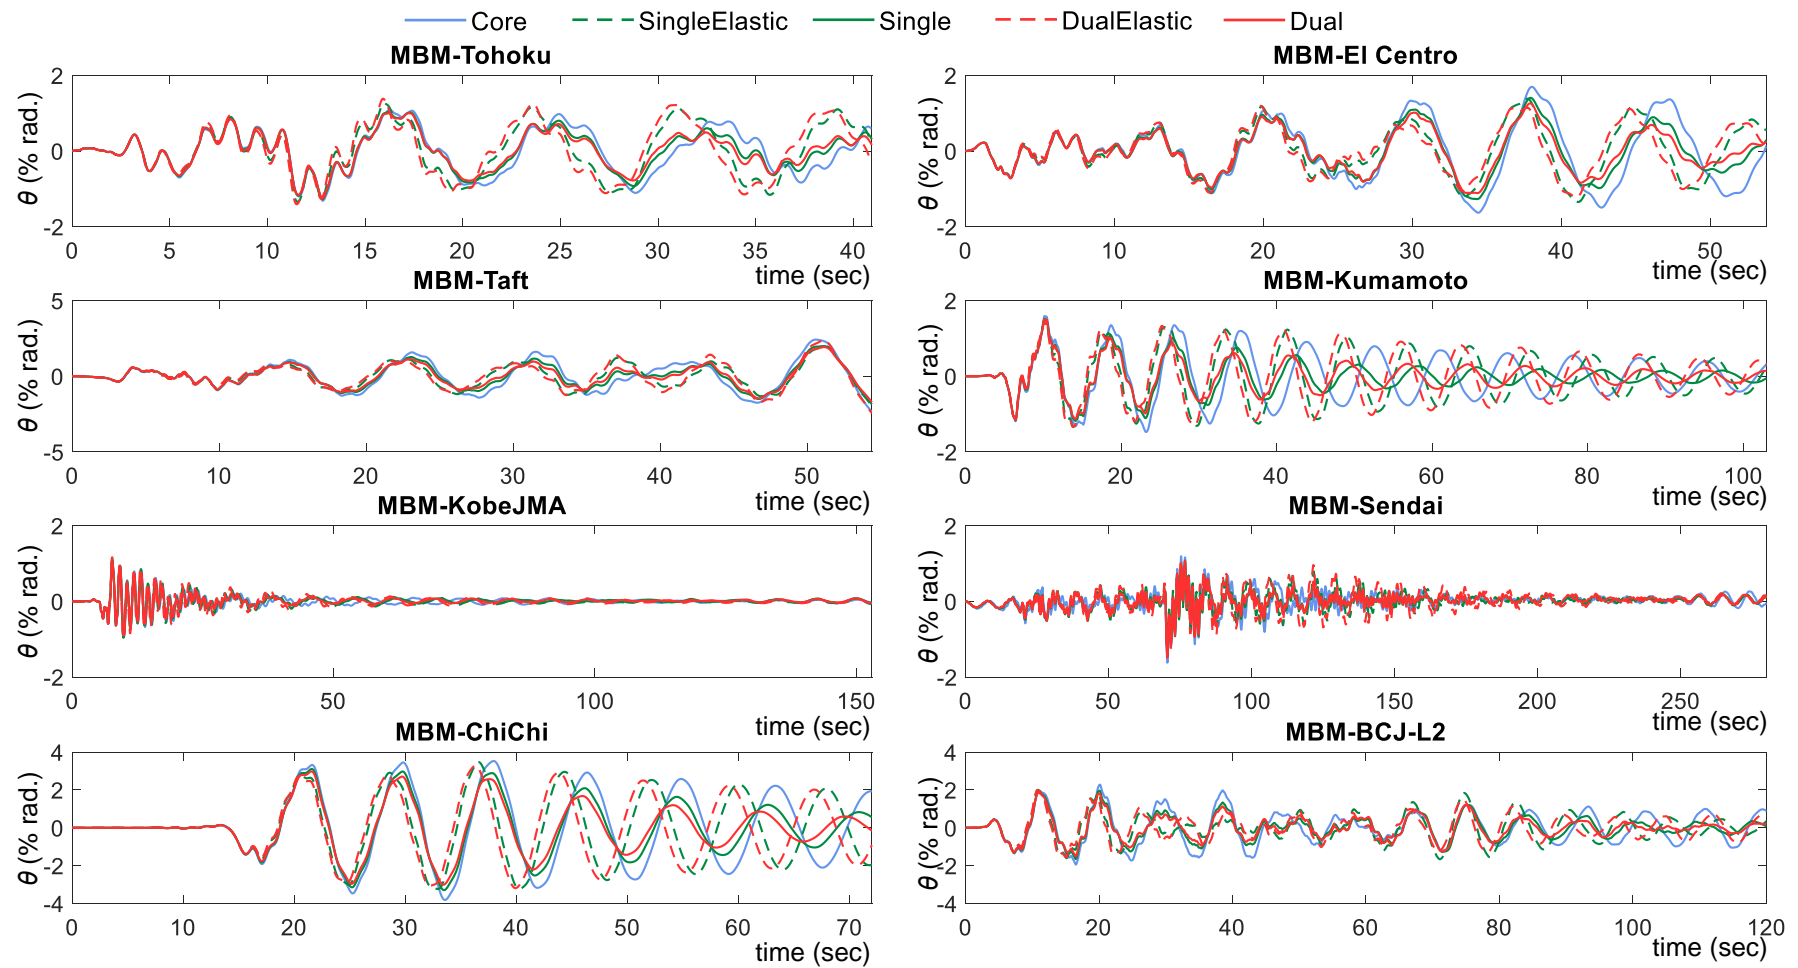 Core SingleElastic Single DualElastic Dual
MBM-Tohoku
θ (% rad.)
2
0
-2
0 5 10 15 20 25 30 35 40
time (sec)
MBM-El Centro
θ (% rad.)
2
0
-2
0 10 20 30 40 50
time (sec)
MBM-Taft
θ (% rad.)
5
0
-5
0 10 20 30 40 50
time (sec)
MBM-Kumamoto
θ (% rad.)
2
0
-2
0 20 40 60 80 100
time (sec)
MBM-KobeJMA
θ (% rad.)
2
0
-2
0 50 100 150
time (sec)
MBM-Sendai
θ (% rad.)
2
0
-2
0 50 100 150 200 250
time (sec)
MBM-ChiChi
θ (% rad.)
4
2
0
-2
-4
0 10 20 30 40 50 60 70
time (sec)
MBM-BCJ-L2
θ (% rad.)
4
2
0
-2
-4
0 20 40 60 80 100 120
time (sec)